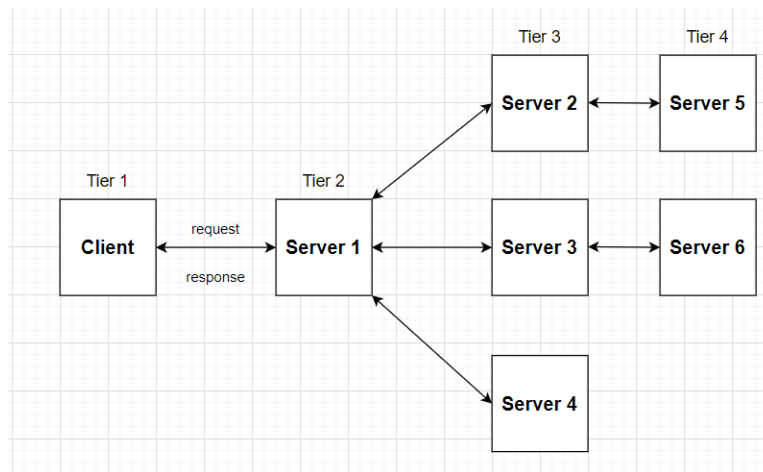 Tier 3
Tier 4
Server 2
Server 5
Tier 1
Tier 2
request
Client
Server 1
Server 3
Server 6
response
Server 4